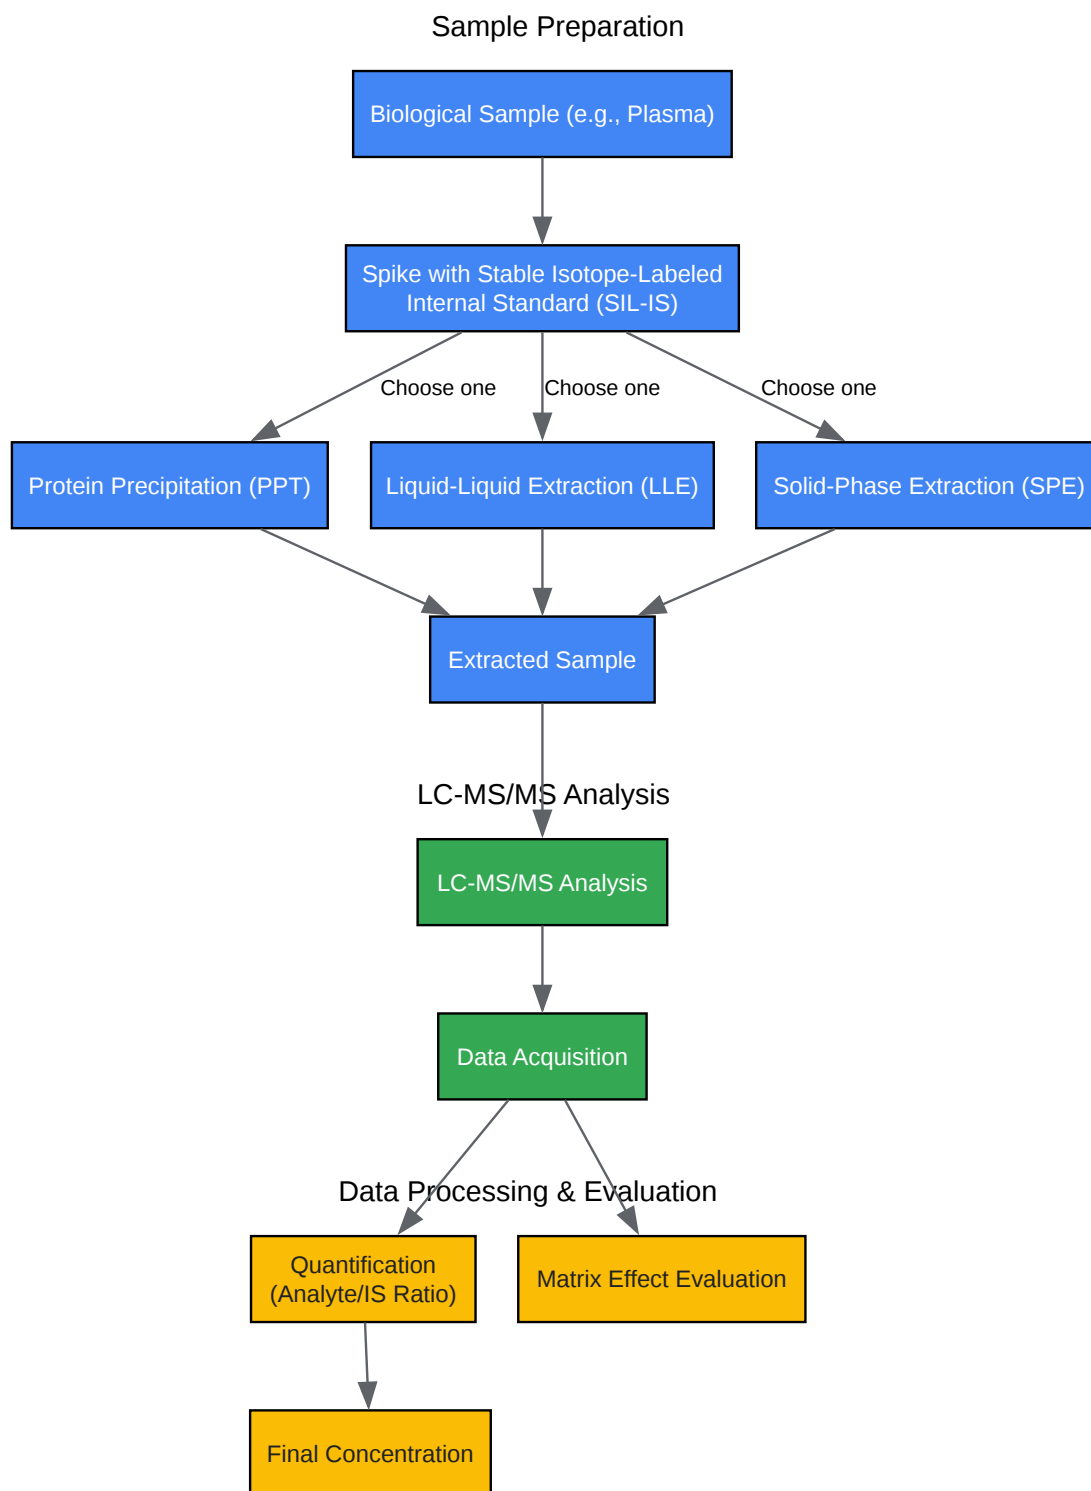 Sample Preparation
Biological Sample (e.g., Plasma)
Spike with Stable Isotope-Labeled
Internal Standard (SIL-IS)
Choose one
Choose one
Choose one
Protein Precipitation (PPT)
Liquid-Liquid Extraction (LLE)
Solid-Phase Extraction (SPE)
Extracted Sample
LC-MS/MS Analysis
LC-MS/MS Analysis
Data Acquisition
Data Processing & Evaluation
Quantification
(Analyte/IS Ratio)
Matrix Effect Evaluation
Final Concentration